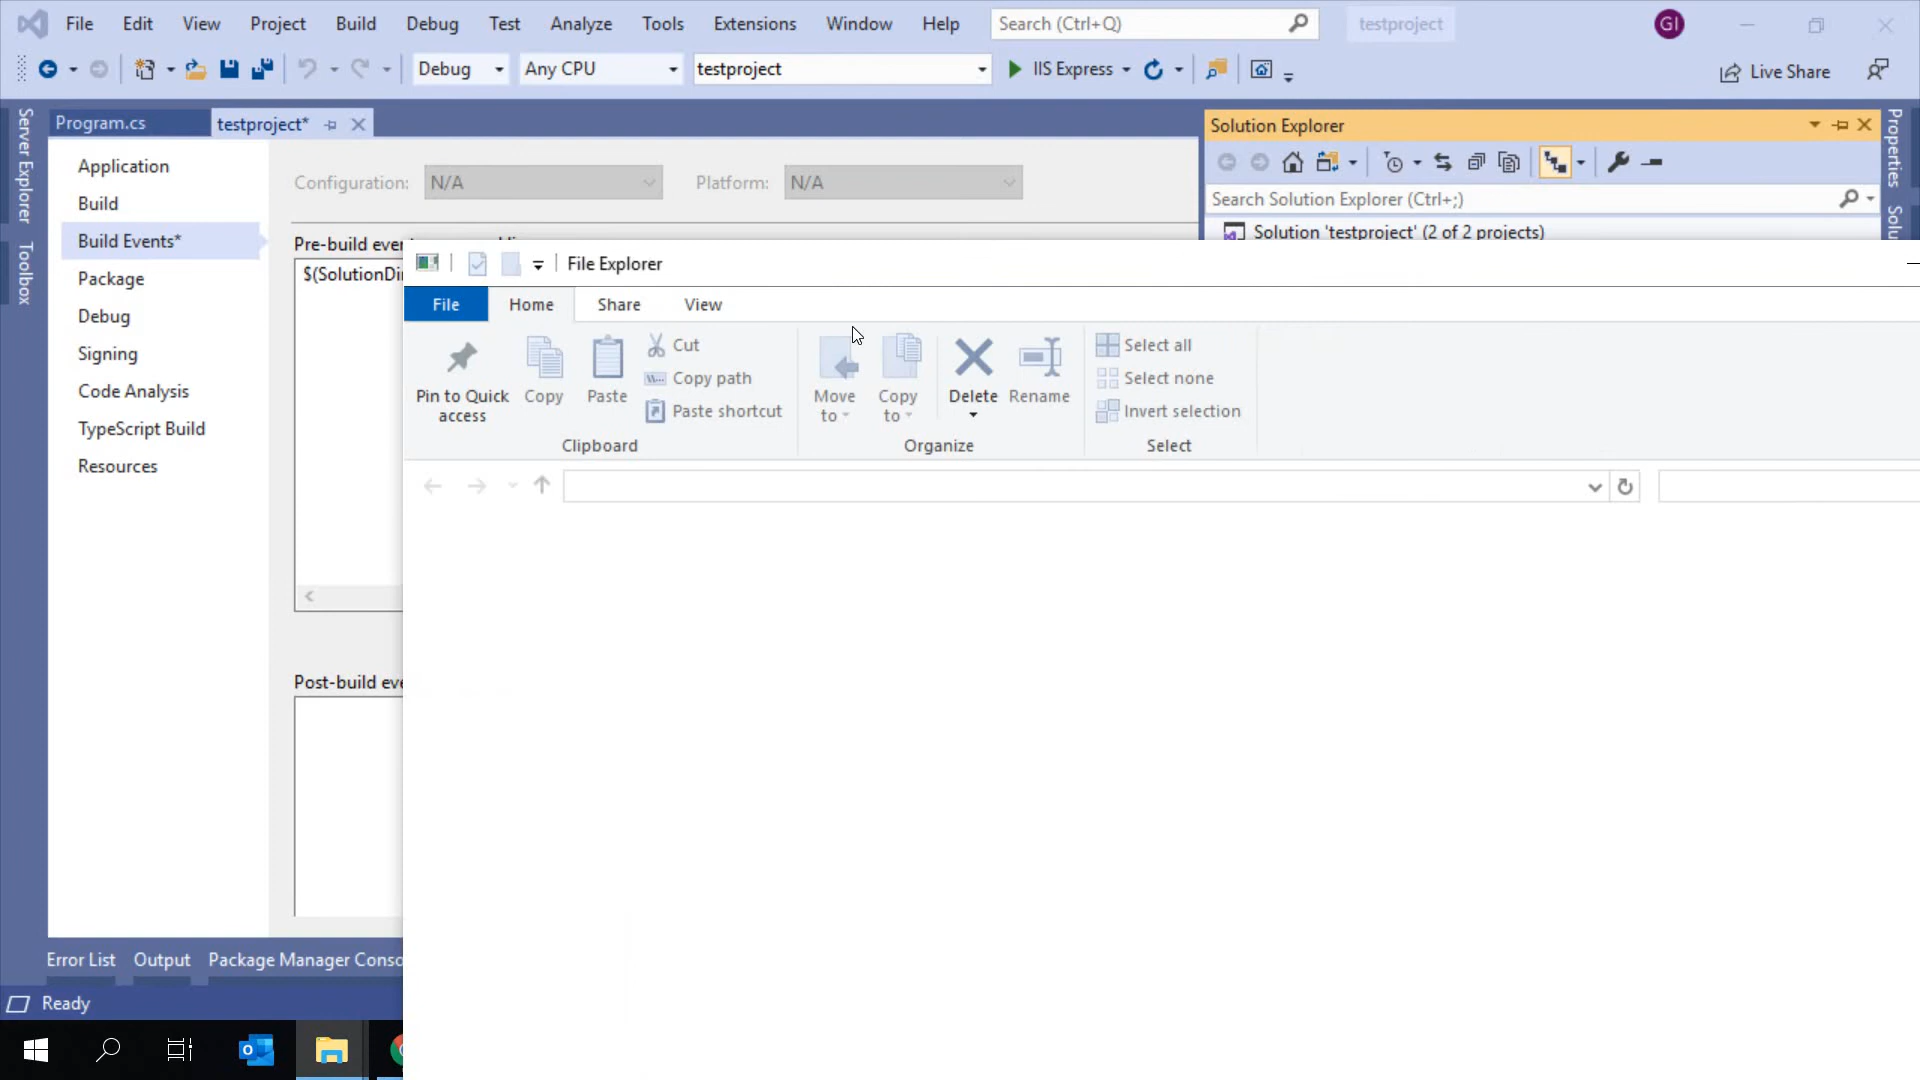 File Edit View Project Build Debug Test Analyze Tools Extensions Window Help Search (Ctrl+Q) testproject GI
Debug Any CPU testproject IIS Express Live Share
Server Explorer
Toolbox
Program.cs testproject*
Application
Build
Build Events*
Package
Debug
Signing
Code Analysis
TypeScript Build
Resources
Configuration: N/A Platform: N/A
$(SolutionDi
Solution Explorer
Search Solution Explorer (Ctrl+;)
Solution 'testproject' (2 of 2 projects)
Properties
File Explorer
File Home Share View
Pin to Quick access
Copy
Paste
Cut
Copy path
Paste shortcut
Clipboard
Move to
Copy to
Delete
Rename
Organize
Select all
Select none
Invert selection
Select
Post-build eve
Error List Output Package Manager Conso
Ready